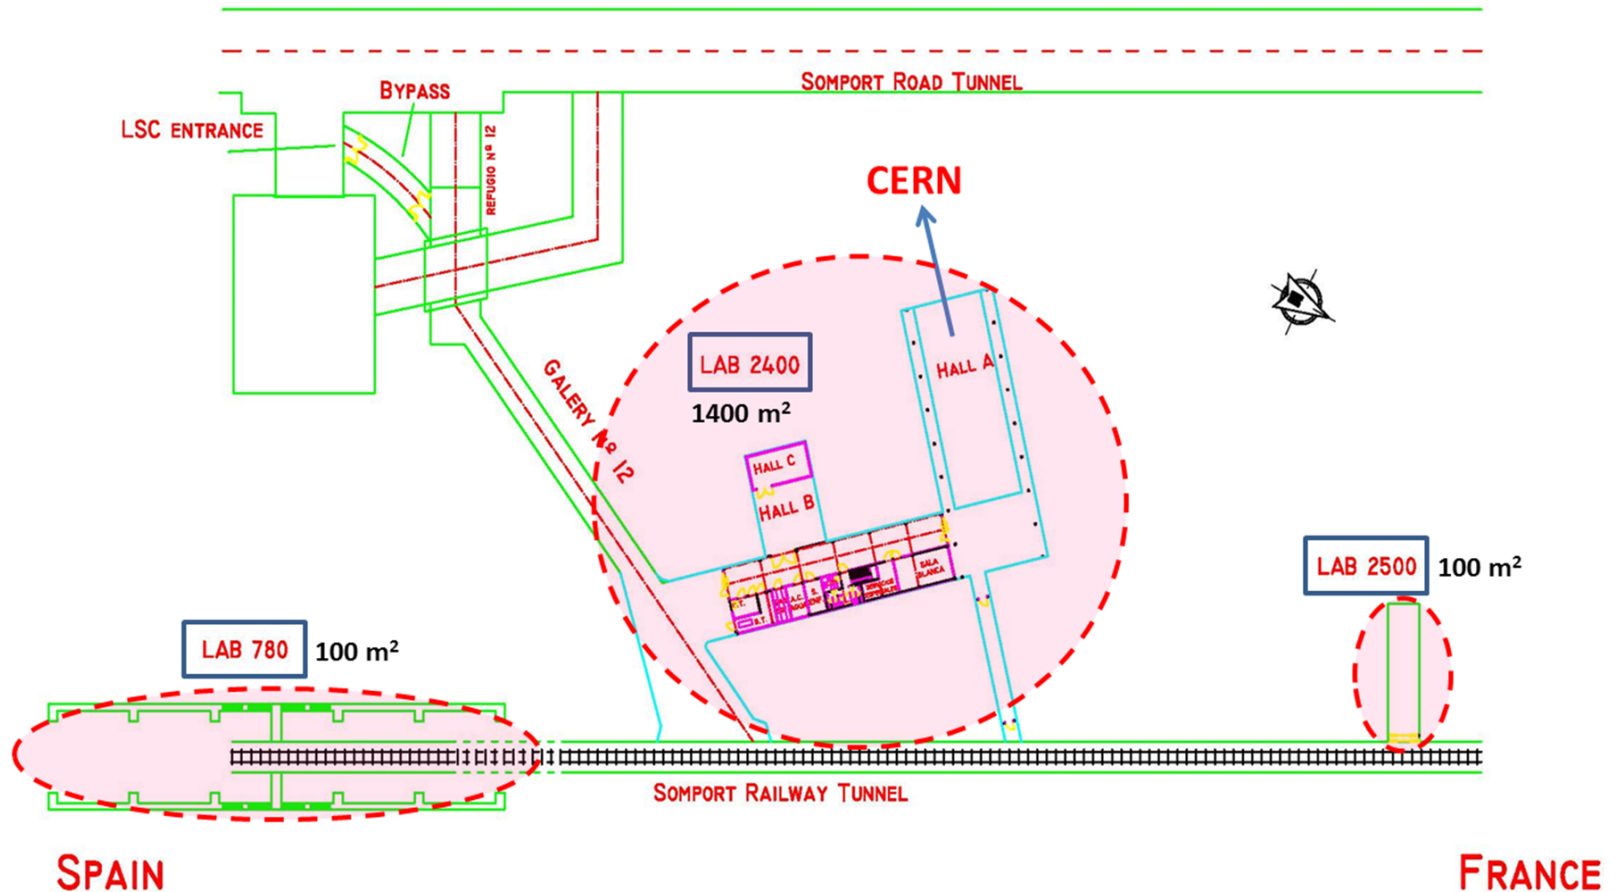 SOMPORT ROAD TUNNEL
BYPASS
LSC ENTRANCE
REFUGIO Nº 12
CERN
LAB 2400
1400 m²
HALL A
GALERY Nº 12
HALL C
HALL B
SALA
BLANCA
LAB 2500
100 m²
LAB 780
100 m²
SOMPORT RAILWAY TUNNEL
SPAIN
FRANCE